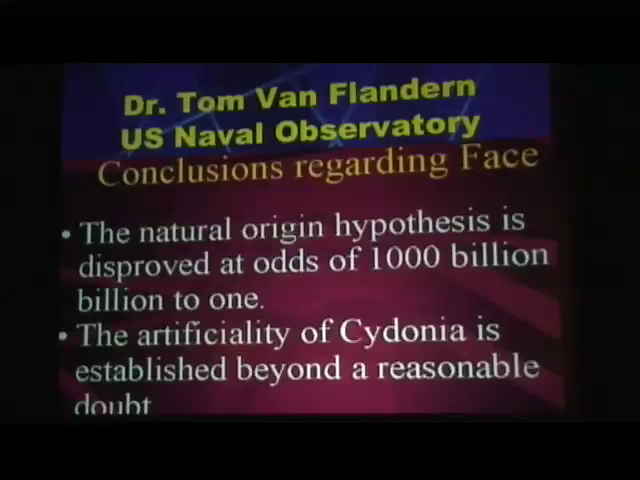 Dr. Tom Van Flandern
US Naval Observatory
Conclusions regarding Face
• The natural origin hypothesis is
disproved at odds of 1000 billion
billion to one.
• The artificiality of Cydonia is
established beyond a reasonable
doubt